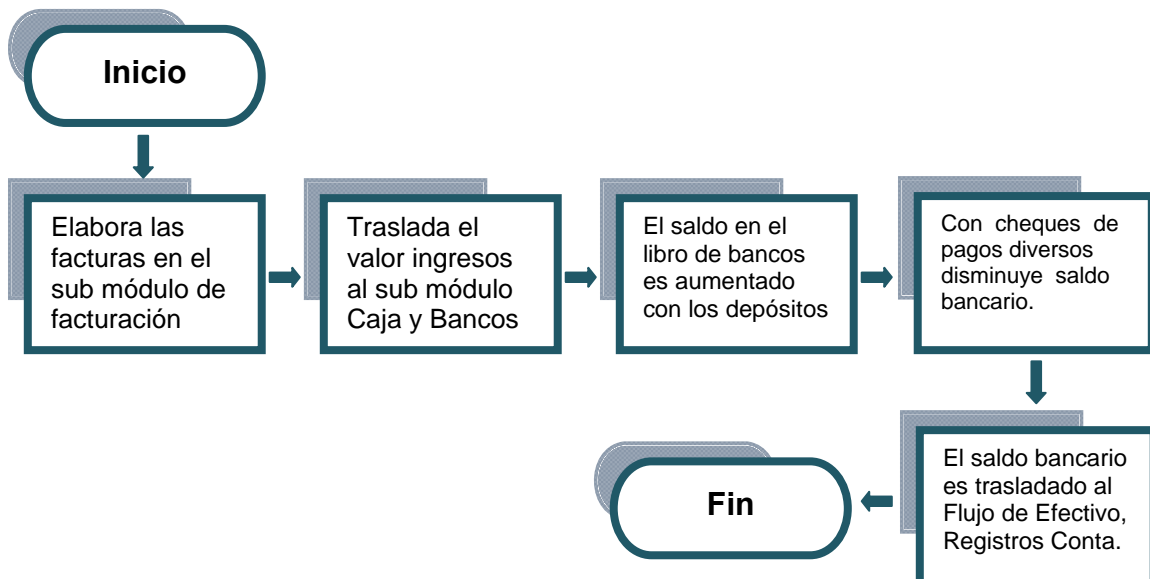 Inicio
Elabora las
facturas en el
sub módulo de
facturación
Traslada el
valor ingresos
al sub módulo
Caja y Bancos
El saldo en el
libro de bancos
es aumentado
con los depósitos
Con cheques de
pagos diversos
disminuye saldo
bancario.
El saldo bancario
es trasladado al
Flujo de Efectivo,
Registros Conta.
Fin